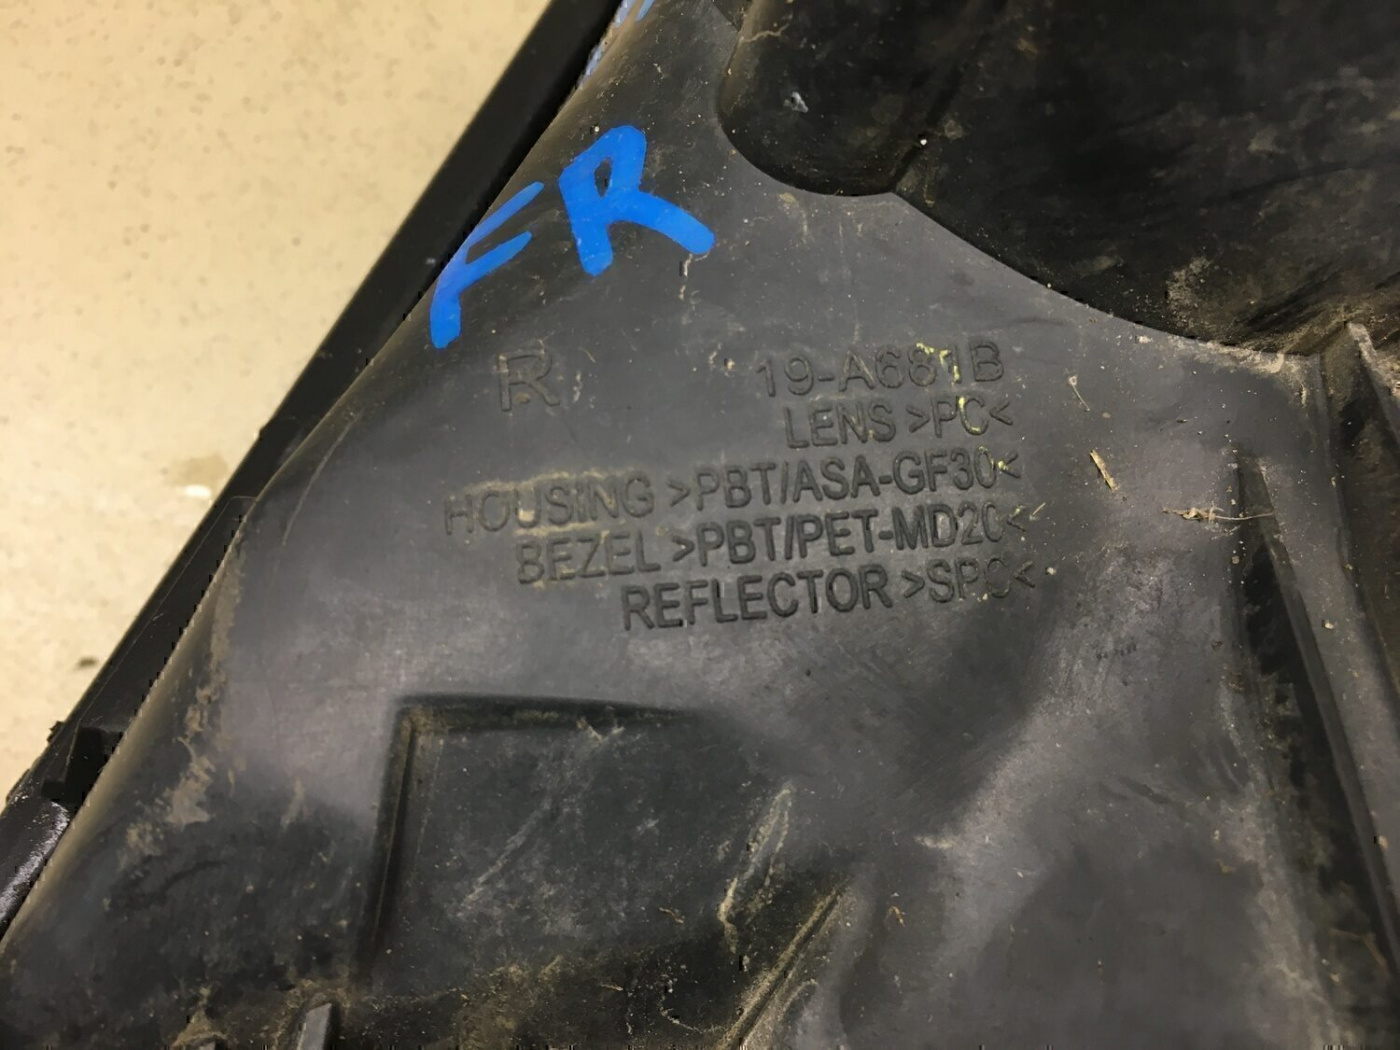 FR
R 19-A681B
LENS >PC<
HOUSING >PBT/ASA-GF30<
BEZEL >PBT/PET-MD20<
REFLECTOR >SPC<